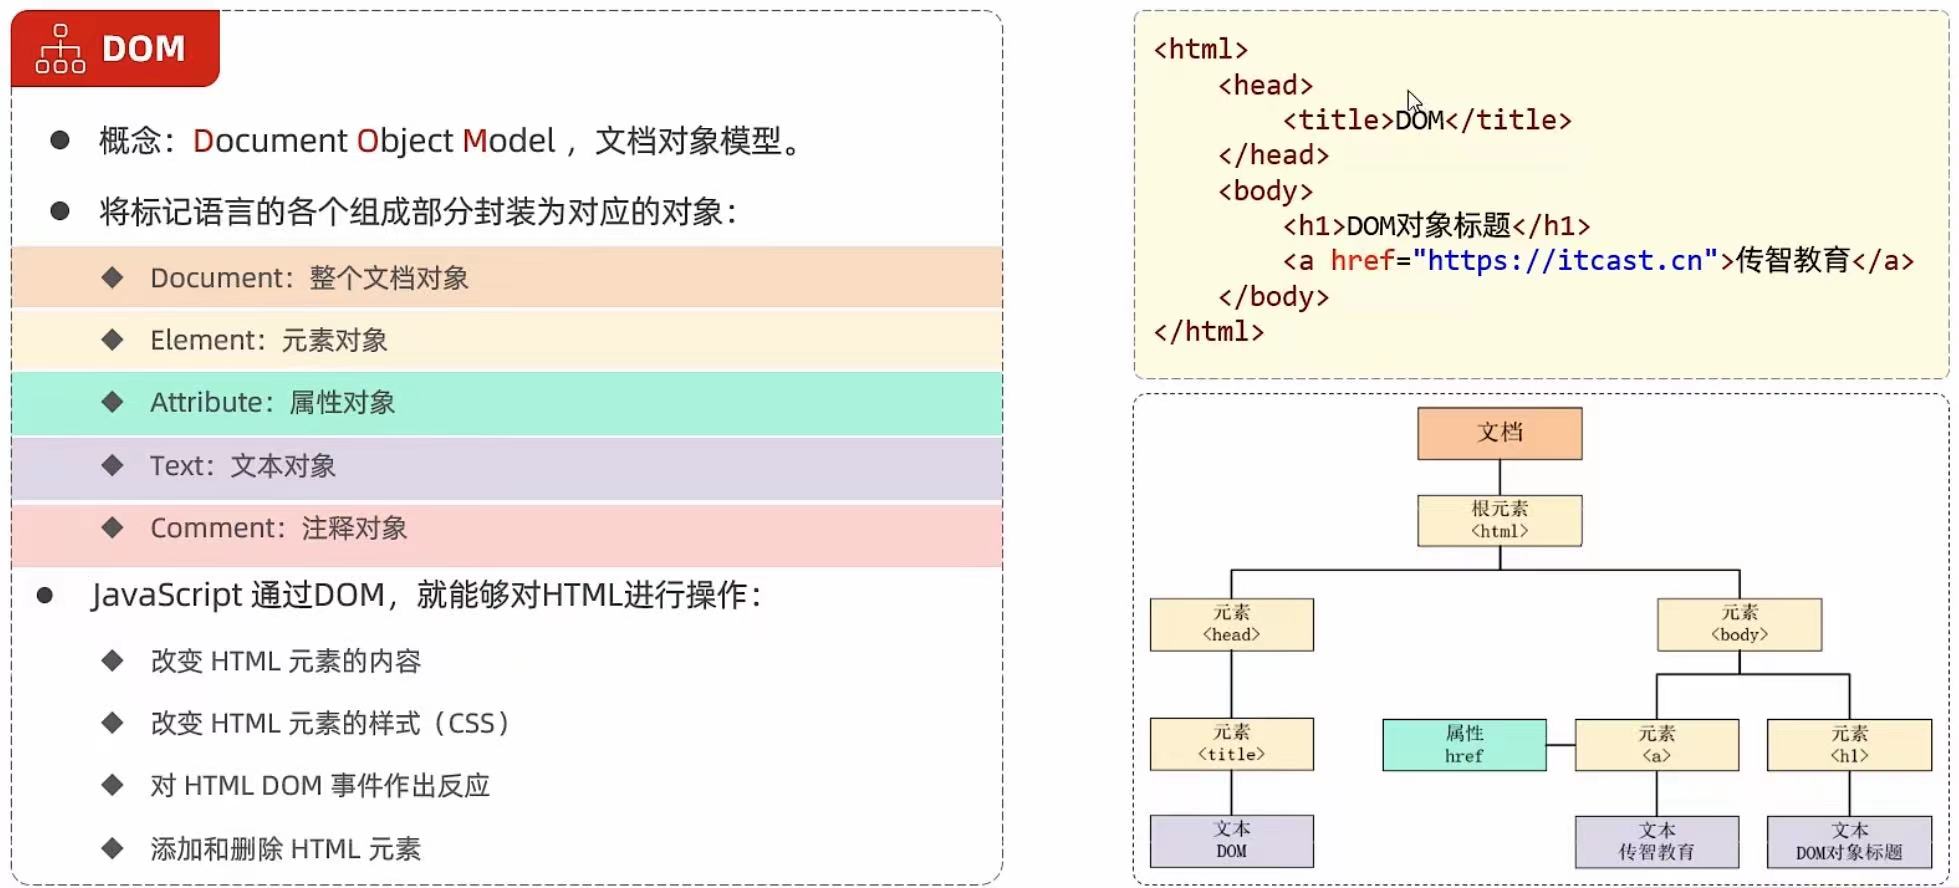 DOM
概念：Document Object Model ，文档对象模型。
将标记语言的各个组成部分封装为对应的对象：
Document：整个文档对象
Element：元素对象
Attribute：属性对象
Text：文本对象
Comment：注释对象
JavaScript 通过DOM，就能够对HTML进行操作：
改变 HTML 元素的内容
改变 HTML 元素的样式（CSS）
对 HTML DOM 事件作出反应
添加和删除 HTML 元素
<html>
<head>
<title>DOM</title>
</head>
<body>
<h1>DOM对象标题</h1>
<a href="https://itcast.cn">传智教育</a>
</body>
</html>
文档
根元素
<html>
元素
<head>
元素
<body>
元素
<title>
属性
href
元素
<a>
元素
<h1>
文本
DOM
文本
传智教育
文本
DOM对象标题